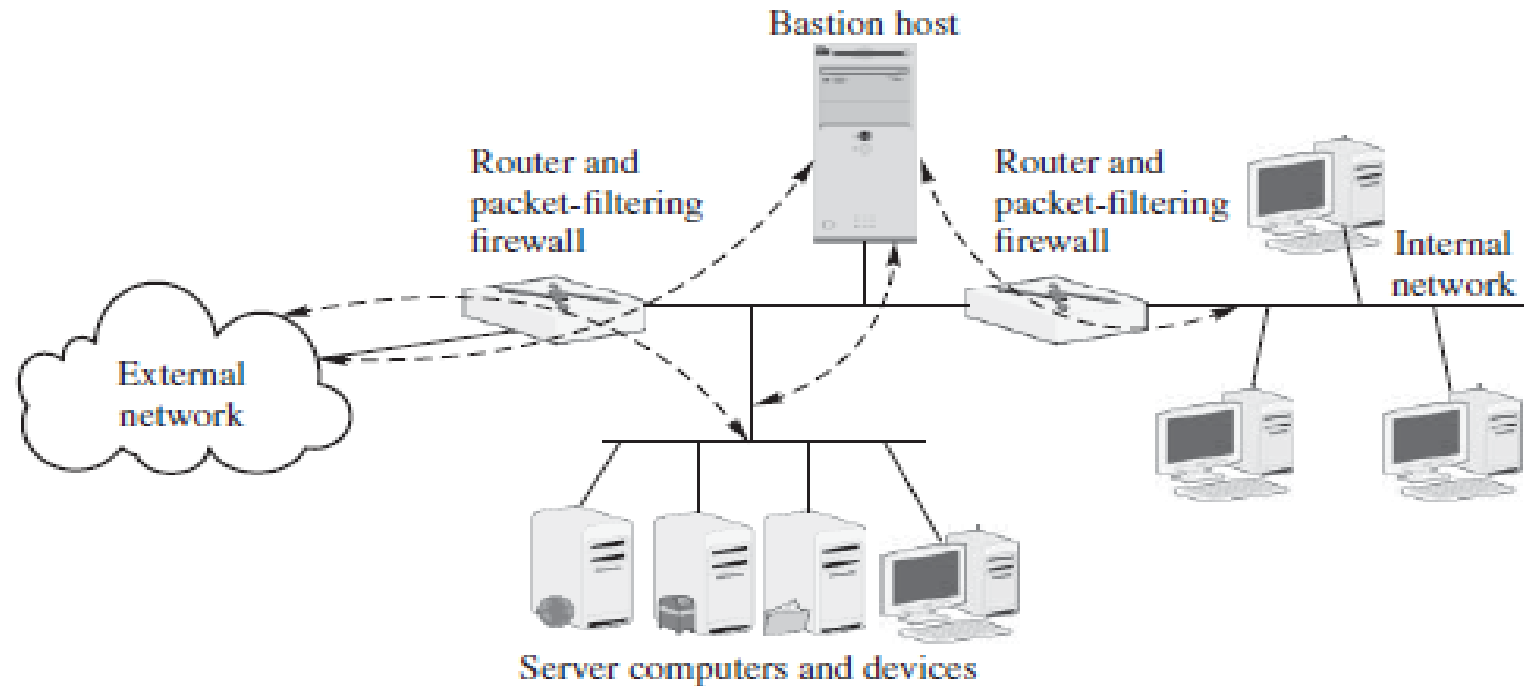 Bastion host
Router and
packet-filtering
firewall
Router and
packet-filtering
firewall
Internal
network
External
network
Server computers and devices